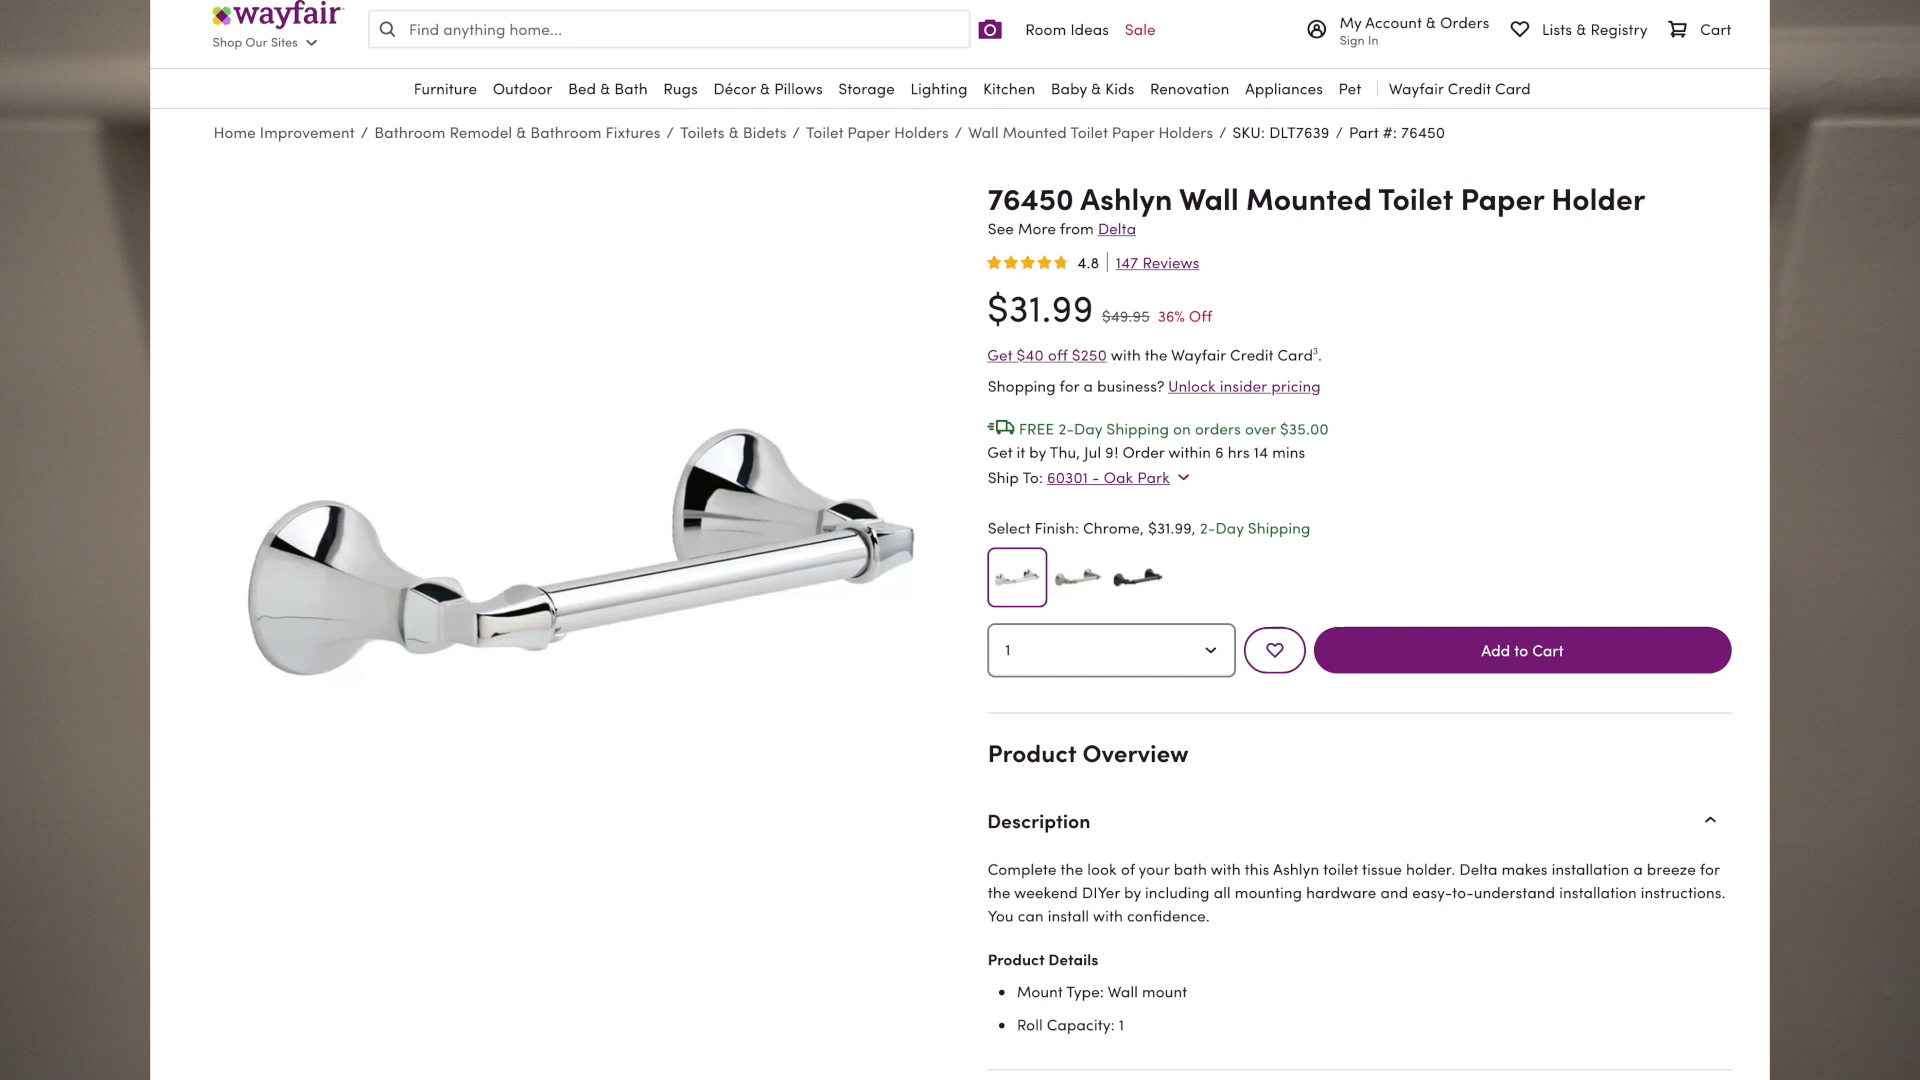 wayfair
Shop Our Sites
Find anything home...
Room Ideas
Sale
My Account & Orders
Sign In
Lists & Registry
Cart
Furniture Outdoor Bed & Bath Rugs Décor & Pillows Storage Lighting Kitchen Baby & Kids Renovation Appliances Pet Wayfair Credit Card
Home Improvement / Bathroom Remodel & Bathroom Fixtures / Toilets & Bidets / Toilet Paper Holders / Wall Mounted Toilet Paper Holders / SKU: DLT7639 / Part #: 76450
76450 Ashlyn Wall Mounted Toilet Paper Holder
See More from Delta
4.8 147 Reviews
$31.99 $49.95 36% Off
Get $40 off $250 with the Wayfair Credit Card³.
Shopping for a business? Unlock insider pricing
FREE 2-Day Shipping on orders over $35.00
Get it by Thu, Jul 9! Order within 6 hrs 14 mins
Ship To: 60301 - Oak Park
Select Finish: Chrome, $31.99, 2-Day Shipping
1
Add to Cart
Product Overview
Description
Complete the look of your bath with this Ashlyn toilet tissue holder. Delta makes installation a breeze for
the weekend DIYer by including all mounting hardware and easy-to-understand installation instructions.
You can install with confidence.
Product Details
• Mount Type: Wall mount
• Roll Capacity: 1